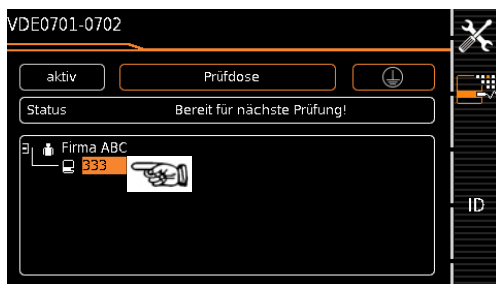 VDE0701-0702
aktiv
Prüfdose
Status
Bereit für nächste Prüfung!
Firma ABC
333
ID